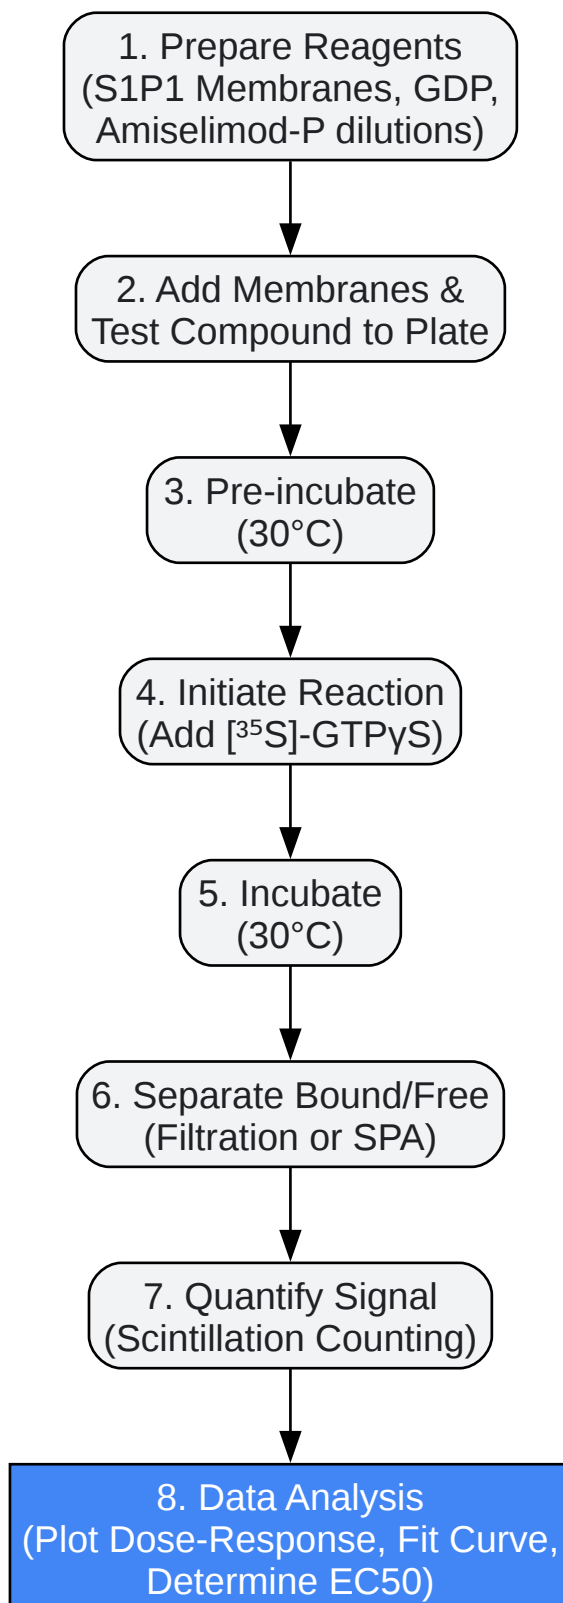 1. Prepare Reagents
(S1P1 Membranes, GDP,
Amiselimod-P dilutions)
2. Add Membranes &
Test Compound to Plate
3. Pre-incubate
(30°C)
4. Initiate Reaction
(Add [³⁵S]-GTPγS)
5. Incubate
(30°C)
6. Separate Bound/Free
(Filtration or SPA)
7. Quantify Signal
(Scintillation Counting)
8. Data Analysis
(Plot Dose-Response, Fit Curve,
Determine EC50)